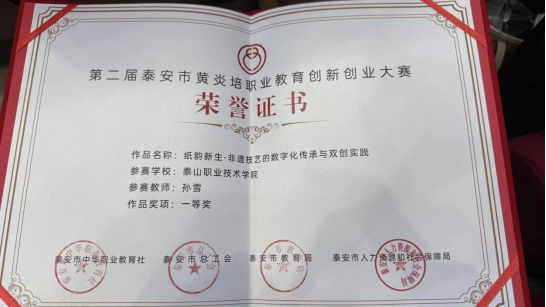 第二届泰安市黄炎培职业教育创新创业大赛
荣誉证书
作品名称：纸韵新生·非遗技艺的数字化传承与双创实践
参赛学校：泰山职业技术学院
参赛教师：孙雪
作品奖项：一等奖
泰安市中华职业教育社 泰安市总工会 泰安市教育局 泰安市人力资源和社会保障局